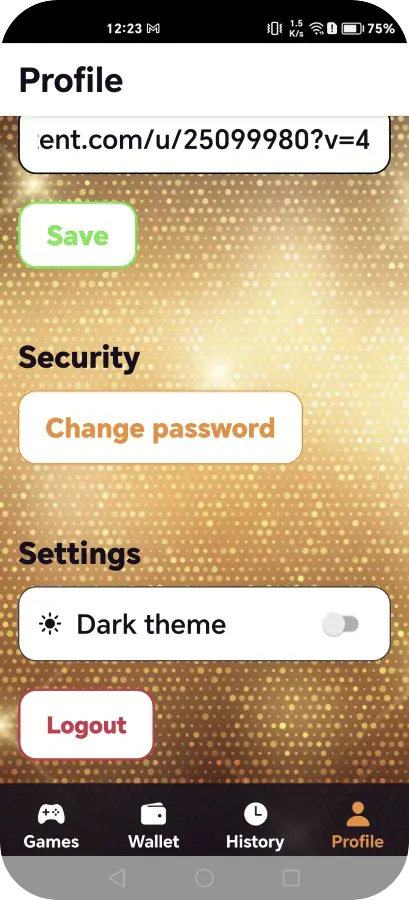 12:23
1.5 K/s
75%
Profile
ent.com/u/25099980?v=4
Save
Security
Change password
Settings
Dark theme
Logout
Games Wallet History Profile